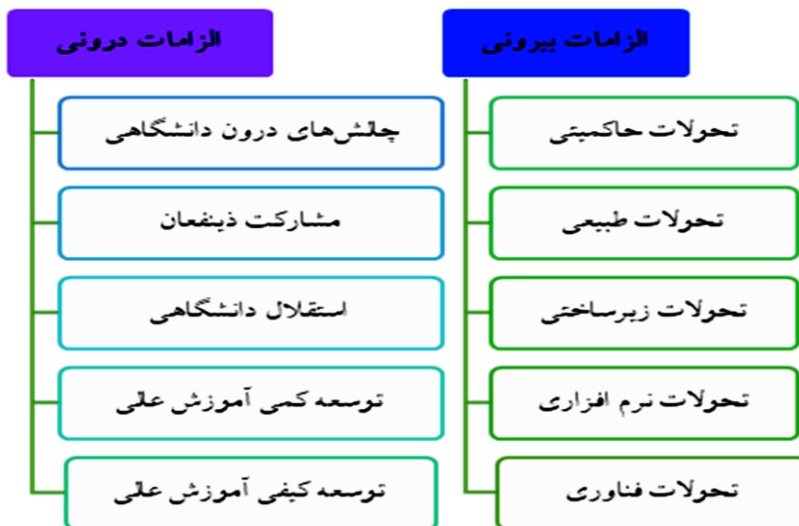 الزامات بیرونی
تحولات حاکمیتی
تحولات طبیعی
تحولات زیرساختی
تحولات نرم افزاری
تحولات فناوری
الزامات درونی
چالش‌های درون دانشگاهی
مشارکت ذینفعان
استقلال دانشگاهی
توسعه کمی آموزش عالی
توسعه کیفی آموزش عالی